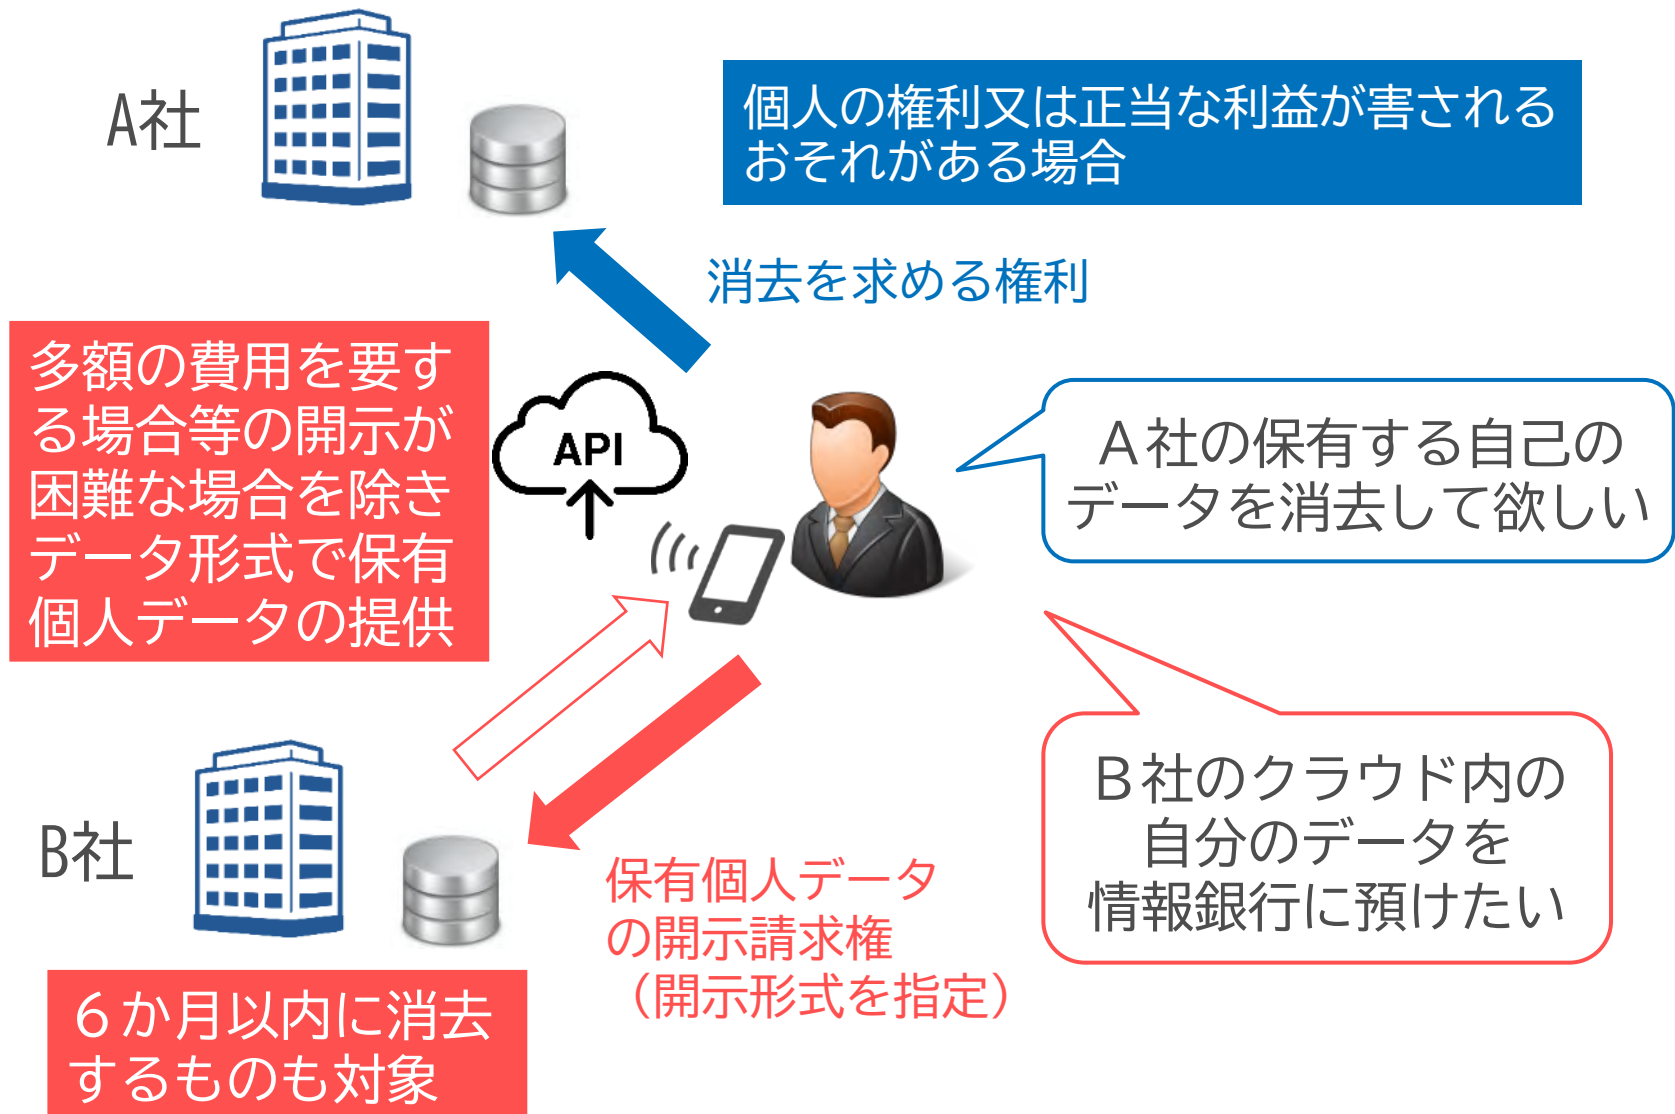 A社
個人の権利又は正当な利益が害される
おそれがある場合
消去を求める権利
多額の費用を要す
る場合等の開示が
困難な場合を除き
データ形式で保有
個人データの提供
API
A社の保有する自己の
データを消去して欲しい
B社のクラウド内の
自分のデータを
情報銀行に預けたい
B社
保有個人データ
の開示請求権
（開示形式を指定）
６か月以内に消去
するものも対象